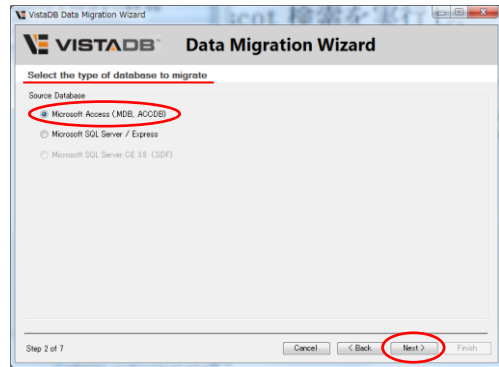 VistaDB Data Migration Wizard
VISTADB™ Data Migration Wizard
Select the type of database to migrate
Source Database
Microsoft Access (.MDB, .ACCDB)
Microsoft SQL Server / Express
Microsoft SQL Server CE 3.5 (.SDF)
Step 2 of 7
Cancel
< Back
Next >
Finish